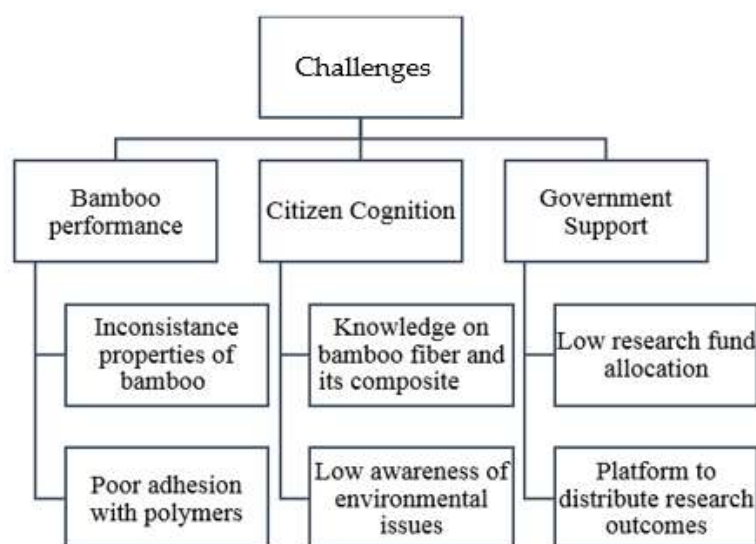 Challenges
Bamboo
performance
Citizen Cognition
Government
Support
Inconsistance
properties of
bamboo
Knowledge on
bamboo fiber and
its composite
Low research fund
allocation
Poor adhesion
with polymers
Low awareness of
environmental
issues
Platform to
distribute research
outcomes